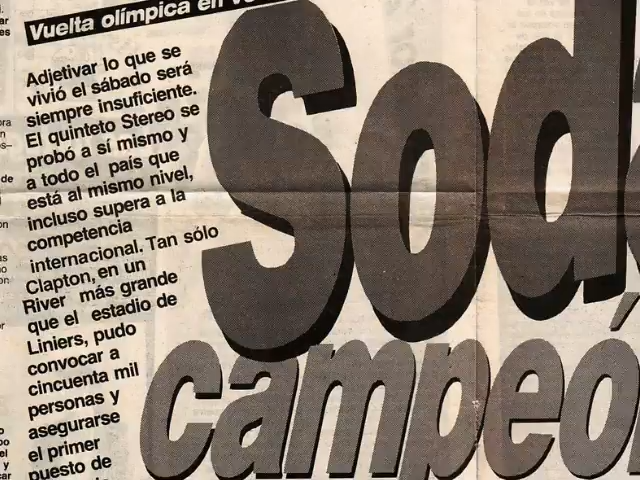 Vuelta olímpica en
Soda
campeó
Adjetivar lo que se
vivió el sábado será
siempre insuficiente.
El quinteto Stereo se
probó a sí mismo y
a todo el país que
está al mismo nivel,
incluso supera a la
competencia
internacional. Tan sólo
Clapton, en un
River más grande
que el estadio de
Liniers, pudo
convocar a
cincuenta mil
personas y
asegurarse
el primer
puesto de